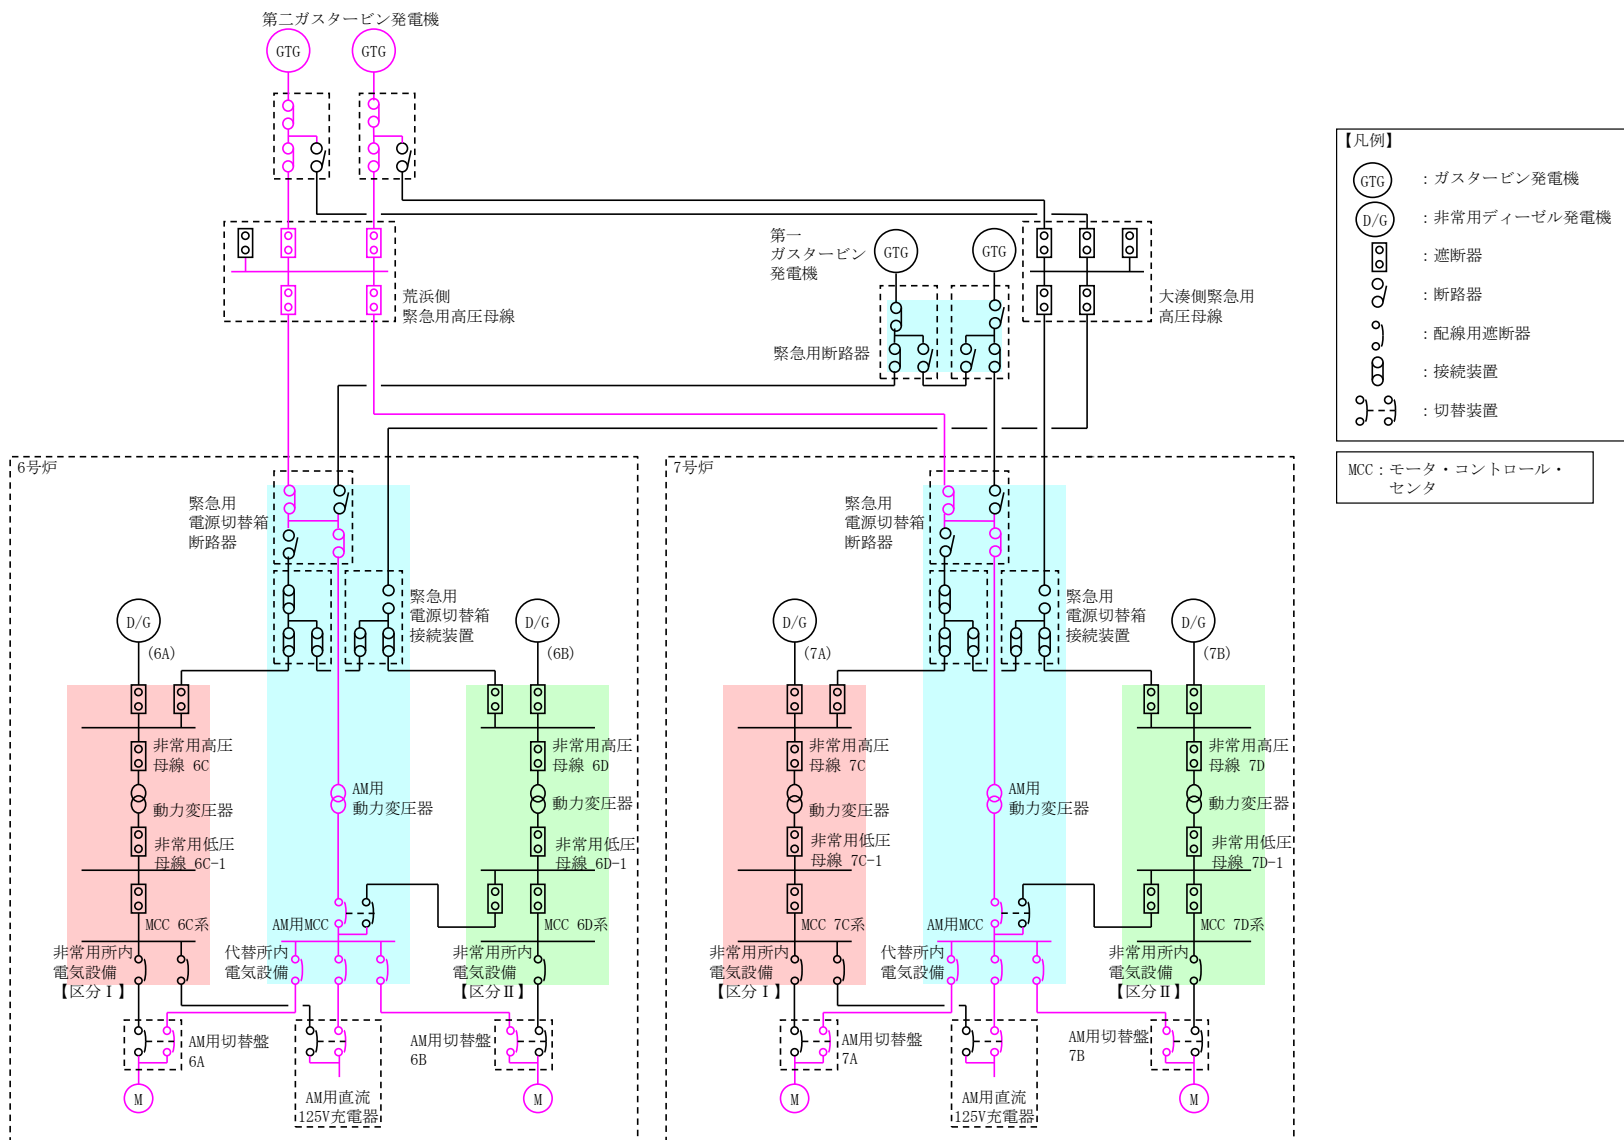 第二ガスタービン発電機
GTG
GTG
荒浜側
緊急用高圧母線
第一
ガスタービン
発電機
GTG
GTG
緊急用断路器
大湊側緊急用
高圧母線
【凡例】
GTG
：ガスタービン発電機
D/G
：非常用ディーゼル発電機
：遮断器
：断路器
：配線用遮断器
：接続装置
：切替装置
MCC：モータ・コントロール・
センタ
6号炉
緊急用
電源切替箱
断路器
緊急用
電源切替箱
接続装置
D/G
(6A)
D/G
(6B)
非常用高圧
母線 6C
動力変圧器
非常用低圧
母線 6C-1
MCC 6C系
非常用所内
電気設備
【区分Ⅰ】
AM用
動力変圧器
AM用MCC
代替所内
電気設備
非常用高圧
母線 6D
動力変圧器
非常用低圧
母線 6D-1
MCC 6D系
非常用所内
電気設備
【区分Ⅱ】
AM用切替盤
6A
M
AM用直流
125V充電器
AM用切替盤
6B
M
7号炉
緊急用
電源切替箱
断路器
緊急用
電源切替箱
接続装置
D/G
(7A)
D/G
(7B)
非常用高圧
母線 7C
動力変圧器
非常用低圧
母線 7C-1
MCC 7C系
非常用所内
電気設備
【区分Ⅰ】
AM用
動力変圧器
AM用MCC
代替所内
電気設備
非常用高圧
母線 7D
動力変圧器
非常用低圧
母線 7D-1
MCC 7D系
非常用所内
電気設備
【区分Ⅱ】
AM用切替盤
7A
M
AM用直流
125V充電器
AM用切替盤
7B
M